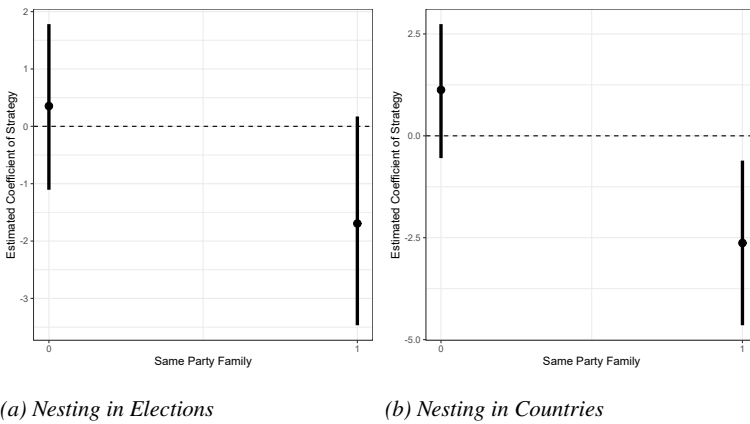 2
1
0
-1
-2
-3
Estimated Coefficient of Strategy
0
1
Same Party Family
2.5
0.0
-2.5
-5.0
Estimated Coefficient of Strategy
0
1
Same Party Family
(a) Nesting in Elections
(b) Nesting in Countries